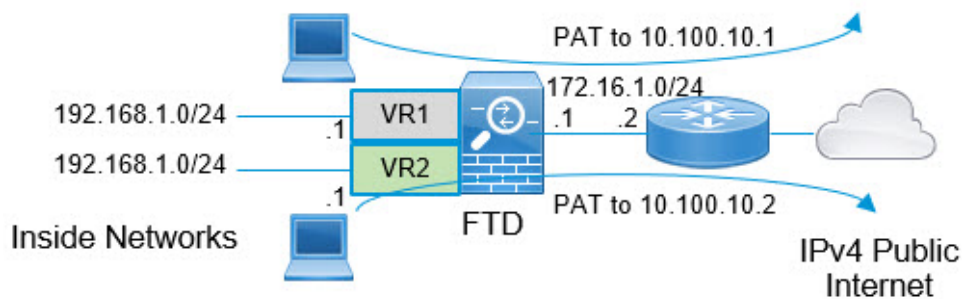 PAT to 10.100.10.1
172.16.1.0/24
192.168.1.0/24
VR1
.1
.1
.2
192.168.1.0/24
VR2
.1
PAT to 10.100.10.2
FTD
Inside Networks
IPv4 Public
Internet